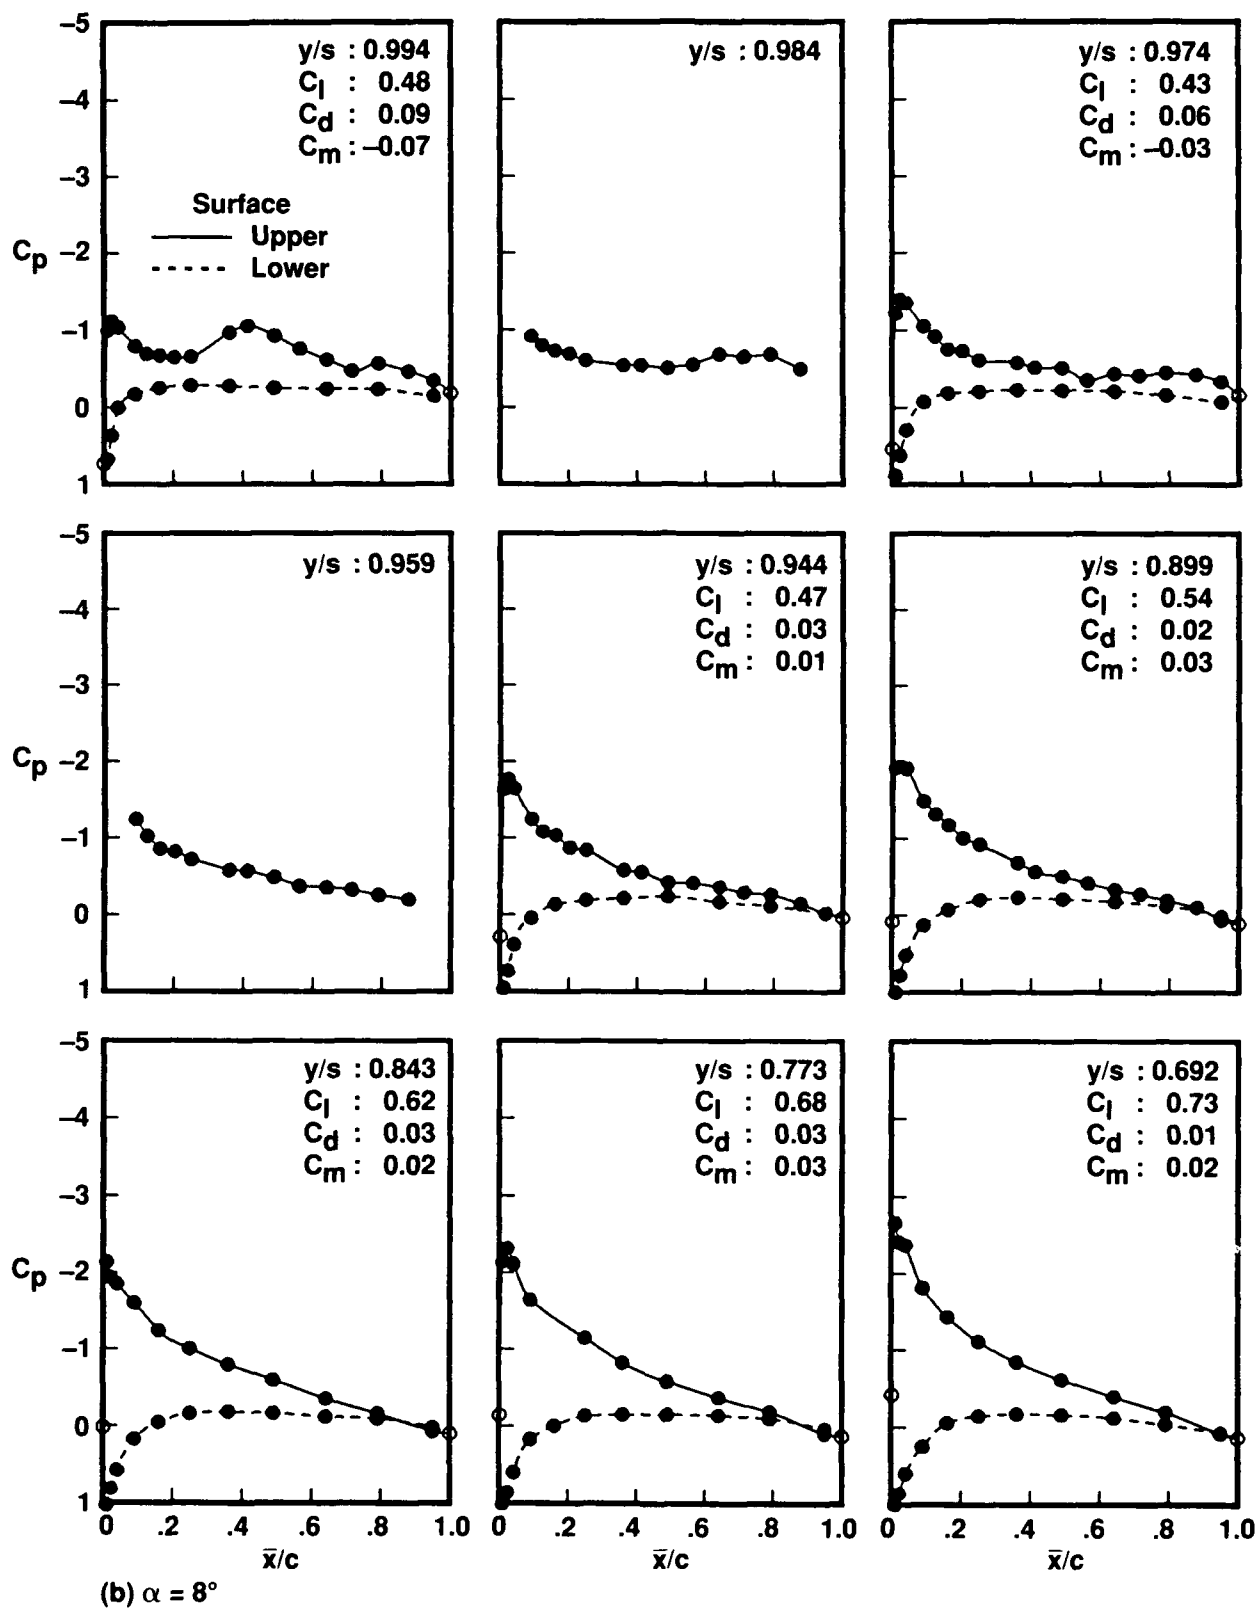 –5
–4
–3
–2
–1
0
1
Cp
y/s : 0.994
Cl : 0.48
Cd : 0.09
Cm : –0.07
Surface
Upper
Lower
y/s : 0.984
y/s : 0.974
Cl : 0.43
Cd : 0.06
Cm : –0.03
–5
–4
–3
–2
–1
0
1
Cp
y/s : 0.959
y/s : 0.944
Cl : 0.47
Cd : 0.03
Cm : 0.01
y/s : 0.899
Cl : 0.54
Cd : 0.02
Cm : 0.03
–5
–4
–3
–2
–1
0
1
Cp
y/s : 0.843
Cl : 0.62
Cd : 0.03
Cm : 0.02
y/s : 0.773
Cl : 0.68
Cd : 0.03
Cm : 0.03
y/s : 0.692
Cl : 0.73
Cd : 0.01
Cm : 0.02
0 .2 .4 .6 .8 1.0
0 .2 .4 .6 .8 1.0
0 .2 .4 .6 .8 1.0
x̄/c
x̄/c
x̄/c
(b) α = 8°